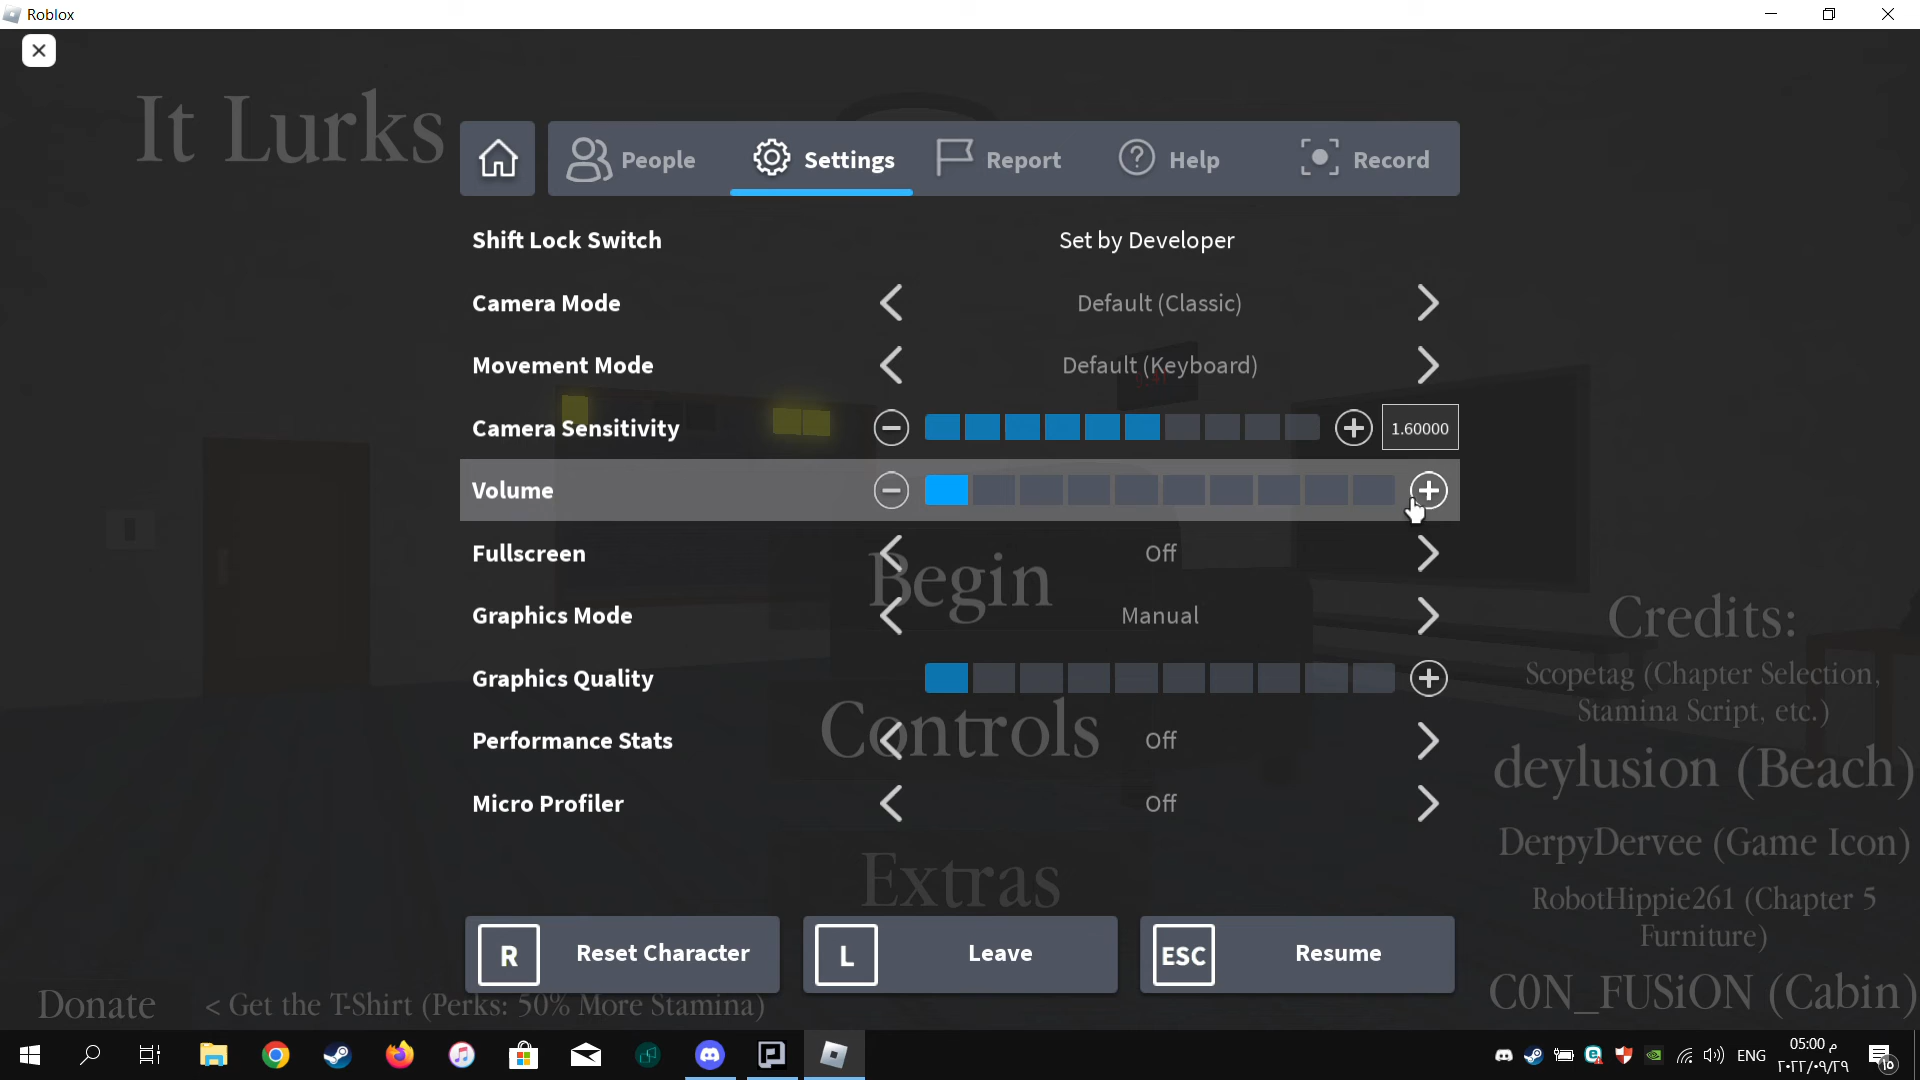 Roblox
It Lurks
People
Settings
Report
Help
Record
Shift Lock Switch
Set by Developer
Camera Mode
Default (Classic)
Movement Mode
Default (Keyboard)
Camera Sensitivity
1.60000
Volume
Fullscreen
Off
Begin
Graphics Mode
Manual
Graphics Quality
Controls
Performance Stats
Off
Micro Profiler
Off
Extras
Credits:
Scopetag (Chapter Selection,
Stamina Script, etc.)
deylusion (Beach)
DerpyDervee (Game Icon)
RobotHippie261 (Chapter 5
Furniture)
C0N_FUSiON (Cabin)
R
Reset Character
L
Leave
ESC
Resume
Donate
< Get the T-Shirt (Perks: 50% More Stamina)
ENG
05:00 م
٢٠٢٢/٠٩/٢٩
١٥